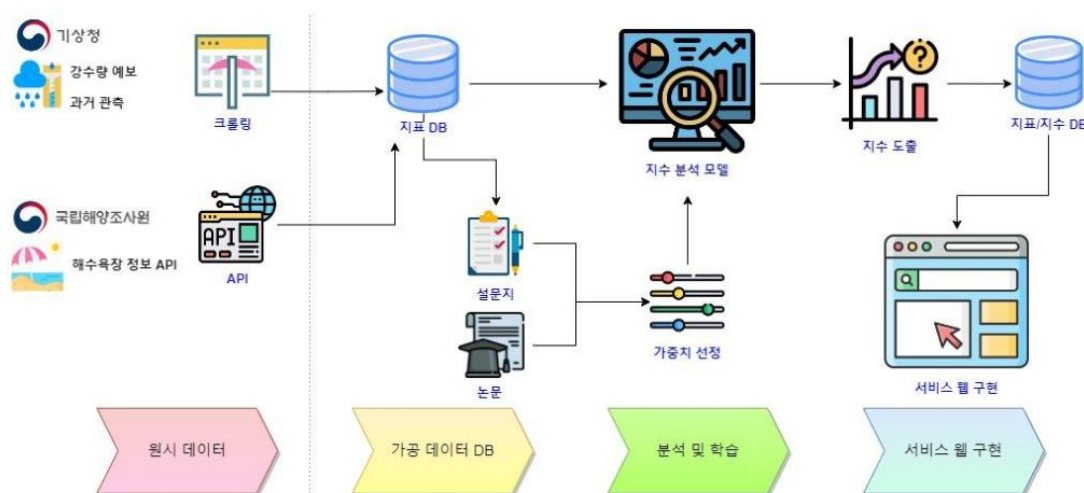 기상청
강수량 예보
과거 관측
크롤링
지표 DB
지수 분석 모델
지수 도출
지표/지수 DB
국립해양조사원
해수욕장 정보 API
API
API
설문지
논문
가중치 선정
서비스 웹 구현
원시 데이터
가공 데이터 DB
분석 및 학습
서비스 웹 구현